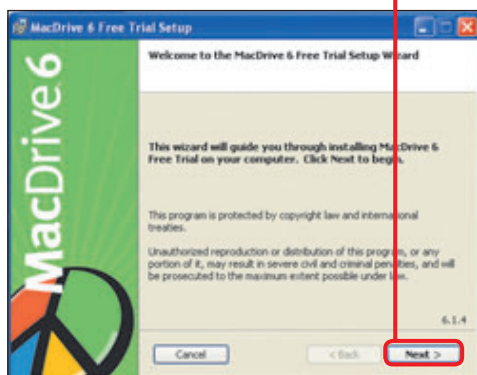 MacDrive 6 Free Trial Setup
MacDrive 6
Welcome to the MacDrive 6 Free Trial Setup Wizard
This wizard will guide you through installing MacDrive 6
Free Trial on your computer. Click Next to begin.
This program is protected by copyright law and international
treaties.
Unauthorized reproduction or distribution of this program, or any
portion of it, may result in severe civil and criminal penalties, and will
be prosecuted to the maximum extent possible under law.
6.1.4
Cancel
< Back
Next >